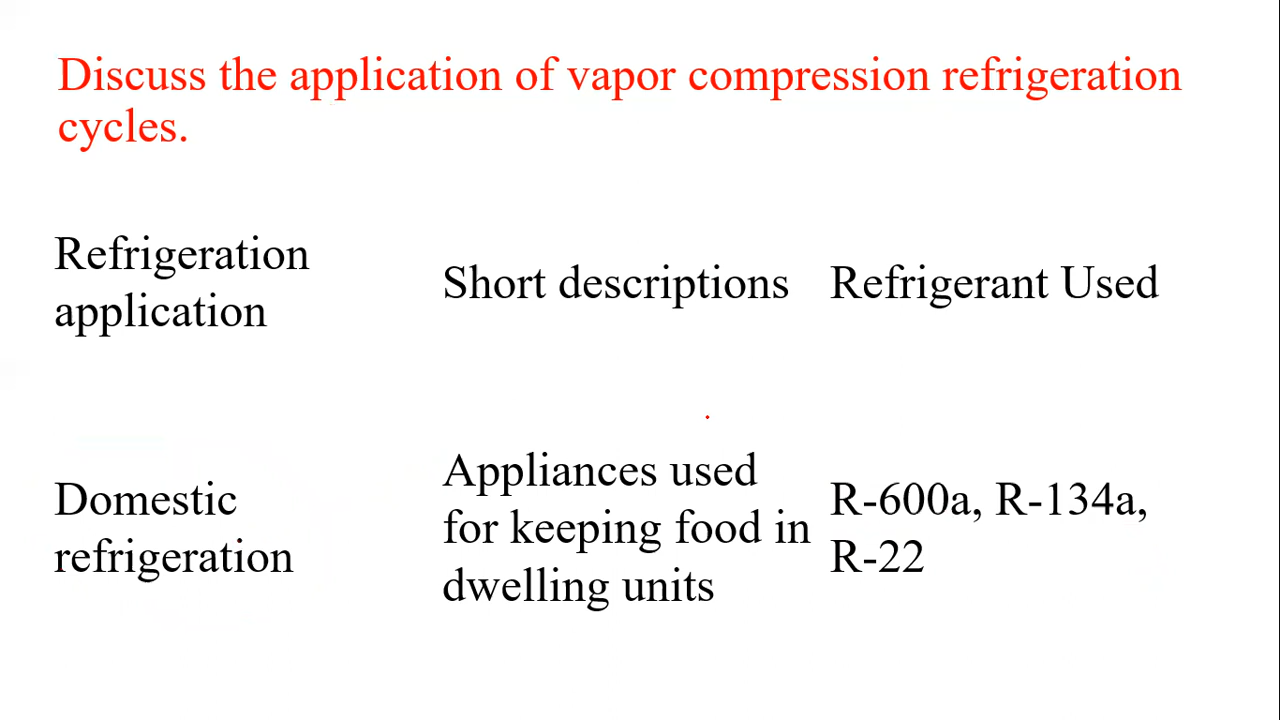 Discuss the application of vapor compression refrigeration
cycles.
Refrigeration
application
Short descriptions
Refrigerant Used
Domestic
refrigeration
Appliances used
for keeping food in
dwelling units
R-600a, R-134a,
R-22